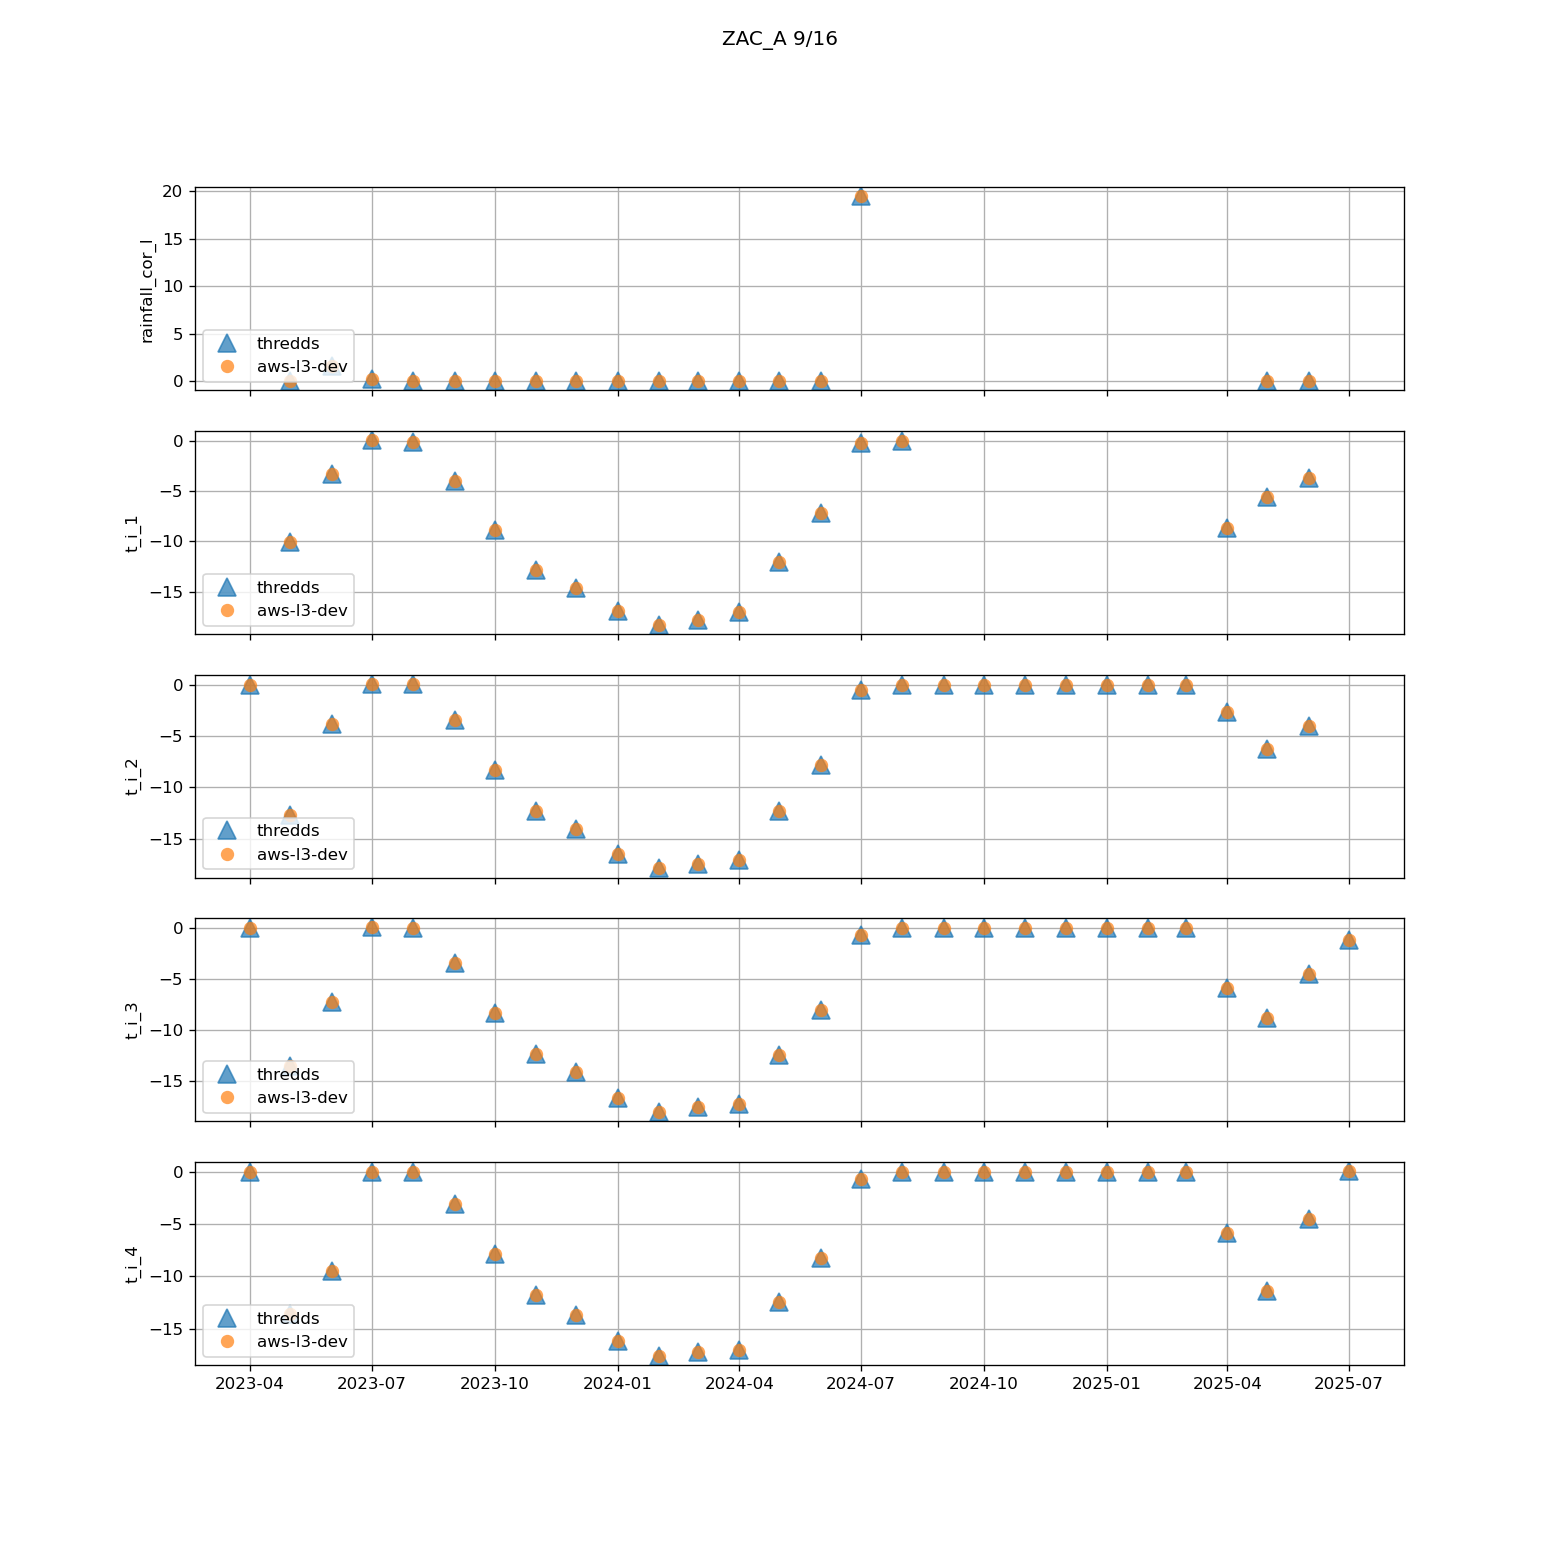 ZAC_A 9/16
rainfall_cor_l
20
15
10
5
0
thredds
aws-l3-dev
t_i_1
0
−5
−10
−15
thredds
aws-l3-dev
t_i_2
0
−5
−10
−15
thredds
aws-l3-dev
t_i_3
0
−5
−10
−15
thredds
aws-l3-dev
t_i_4
0
−5
−10
−15
thredds
aws-l3-dev
2023-04 2023-07 2023-10 2024-01 2024-04 2024-07 2024-10 2025-01 2025-04 2025-07